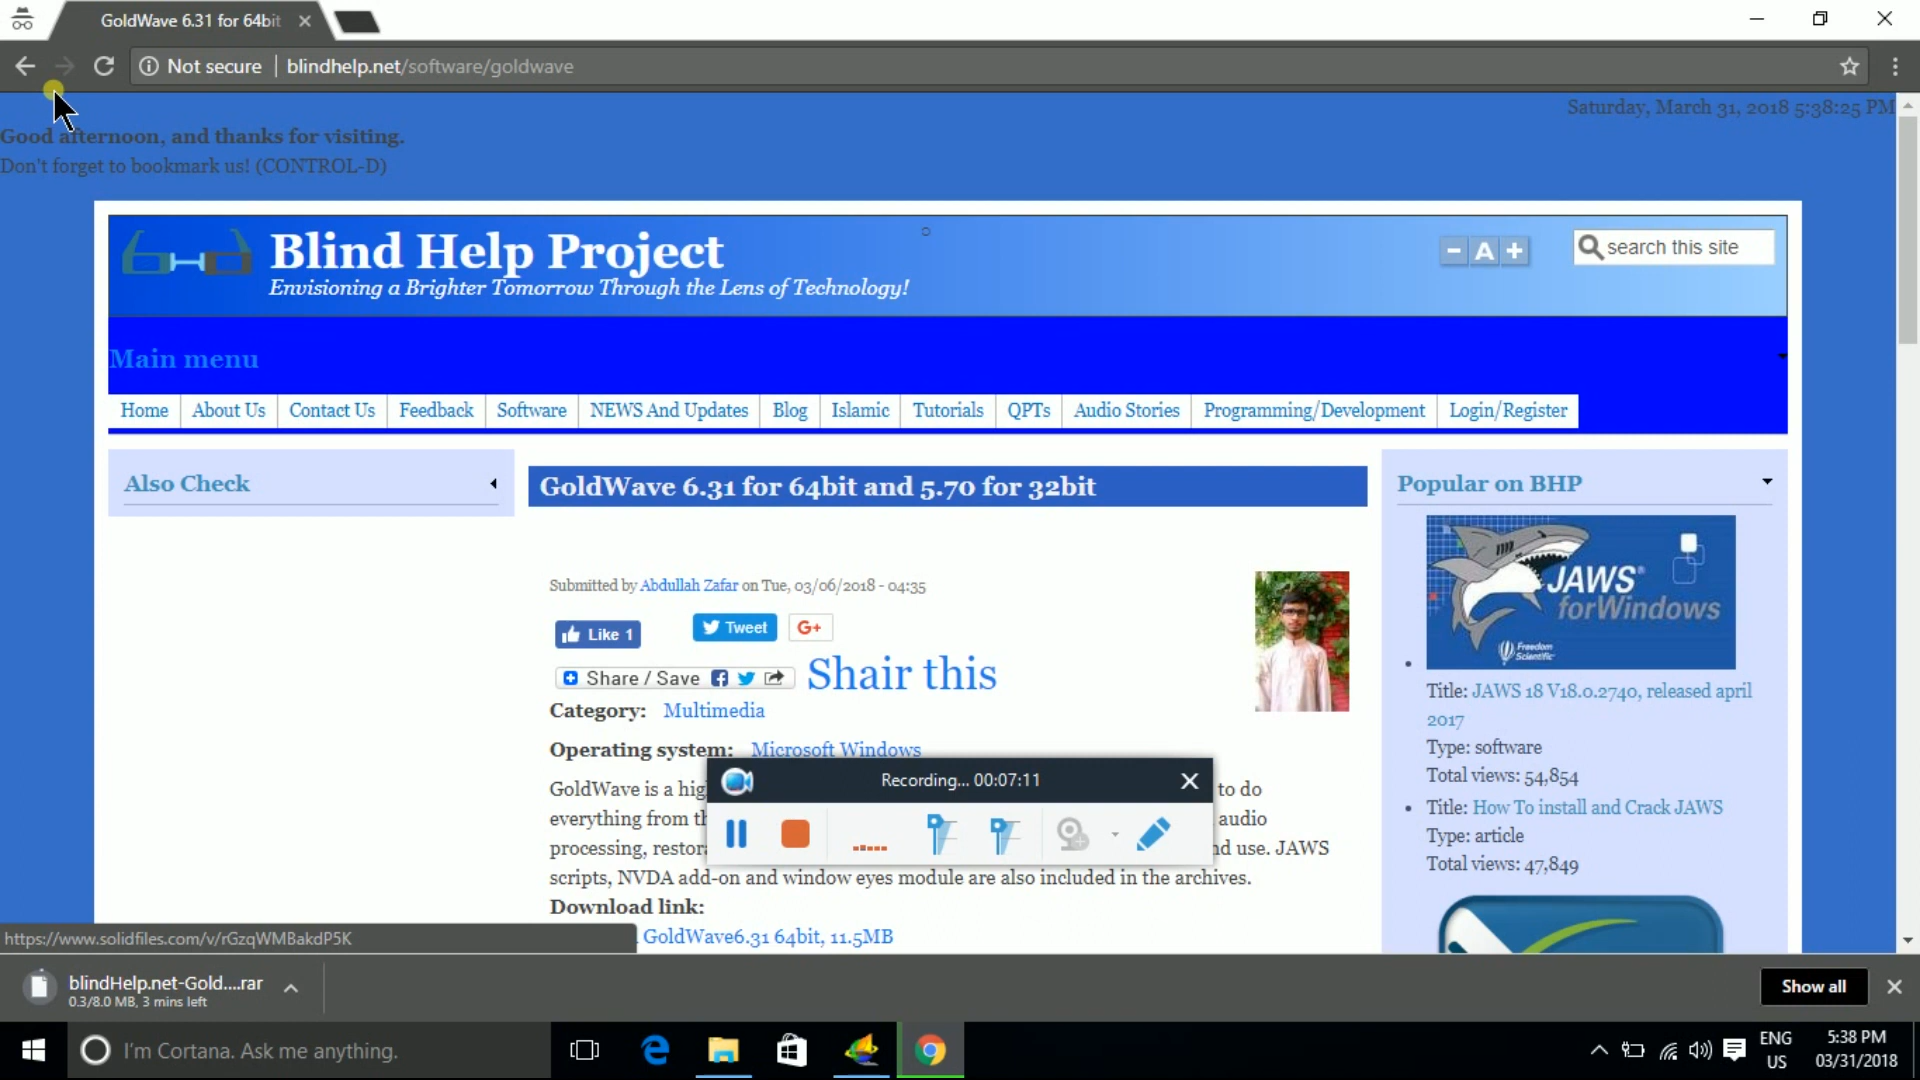 GoldWave 6.31 for 64bit
Not secure | blindhelp.net/software/goldwave
Saturday, March 31, 2018 5:38:25 PM
Good afternoon, and thanks for visiting.
Don't forget to bookmark us! (CONTROL-D)
Blind Help Project
Envisioning a Brighter Tomorrow Through the Lens of Technology!
- A +
search this site
Main menu
Home About Us Contact Us Feedback Software NEWS And Updates Blog Islamic Tutorials QPTs Audio Stories Programming/Development Login/Register
Also Check
GoldWave 6.31 for 64bit and 5.70 for 32bit
Submitted by Abdullah Zafar on Tue, 03/06/2018 - 04:35
Like 1 Tweet G+
Share / Save Shair this
Category: Multimedia
Operating system: Microsoft Windows
GoldWave is a hig to do
everything from th audio
processing, restor nd use. JAWS
scripts, NVDA add-on and window eyes module are also included in the archives.
Download link:
GoldWave6.31 64bit, 11.5MB
Popular on BHP
JAWS
for Windows
Freedom
Scientific
Title: JAWS 18 V18.0.2740, released april
2017
Type: software
Total views: 54,854
Title: How To install and Crack JAWS
Type: article
Total views: 47,849
Recording... 00:07:11
https://www.solidfiles.com/v/rGzqWMBakdP5K
blindHelp.net-Gold....rar
0.3/8.0 MB, 3 mins left
Show all
I'm Cortana. Ask me anything.
ENG
US
5:38 PM
03/31/2018